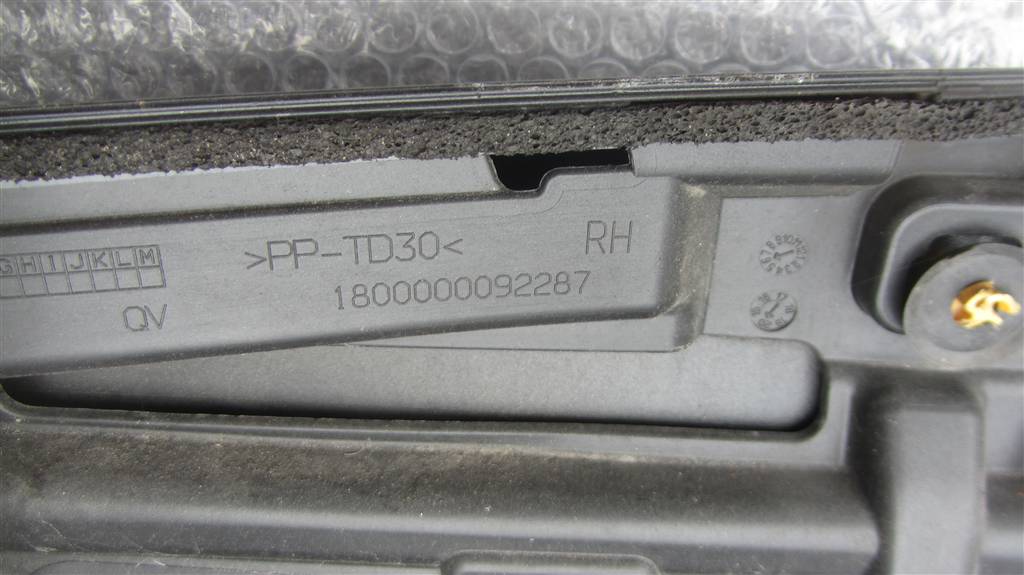 GHIJKLM
>PP-TD30<
RH
1800000092287
QV